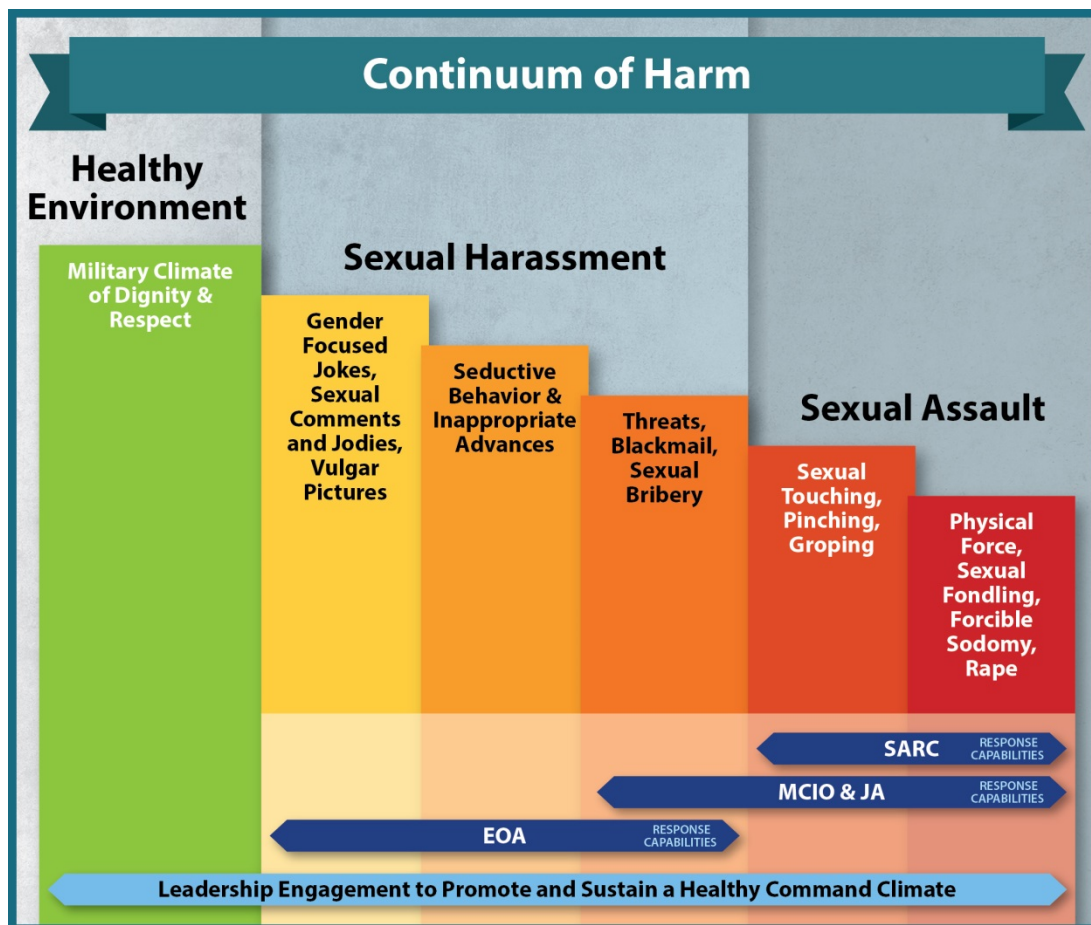 Continuum of Harm
Healthy
Environment
Military Climate
of Dignity &
Respect
Sexual Harassment
Gender
Focused
Jokes,
Sexual
Comments
and Jodies,
Vulgar
Pictures
Seductive
Behavior &
Inappropriate
Advances
Threats,
Blackmail,
Sexual
Bribery
Sexual Assault
Sexual
Touching,
Pinching,
Groping
Physical
Force,
Sexual
Fondling,
Forcible
Sodomy,
Rape
SARC
RESPONSE
CAPABILITIES
MCIO & JA
RESPONSE
CAPABILITIES
EOA
RESPONSE
CAPABILITIES
Leadership Engagement to Promote and Sustain a Healthy Command Climate